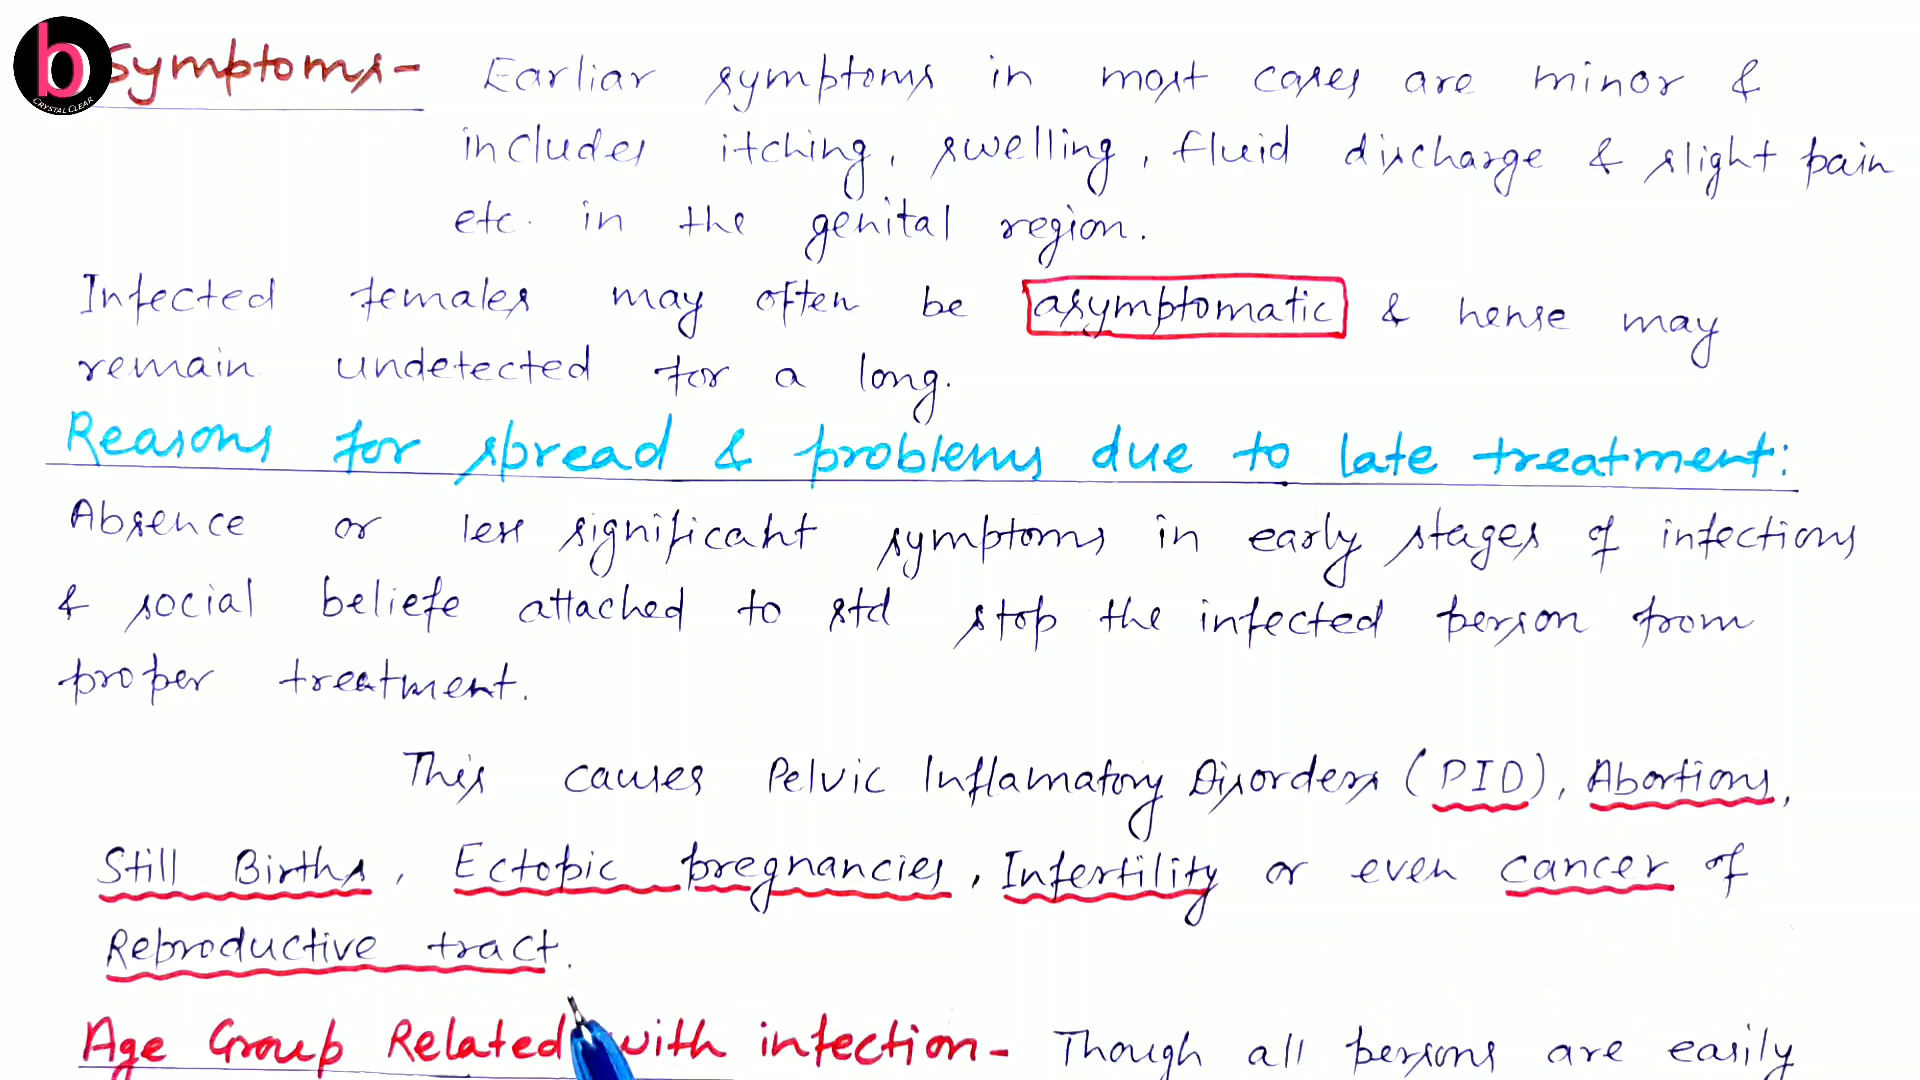 b
CRYSTAL CLEAR
Symptoms- Earliar symptoms in most cases are minor &
includes itching, swelling, fluid discharge & slight pain
etc. in the genital region.
Infected females may often be asymptomatic & hense may
remain undetected for a long.
Reasons for spread & problems due to late treatment:
Absence or less significant symptoms in early stages of infections
& social beliefe attached to std stop the infected person from
proper treatment.
This causes Pelvic Inflamatory Disorders (PID), Abortions,
Still Births, Ectopic pregnancies, Infertility or even cancer of
Reproductive tract.
Age Group Related with infection- Though all persons are easily